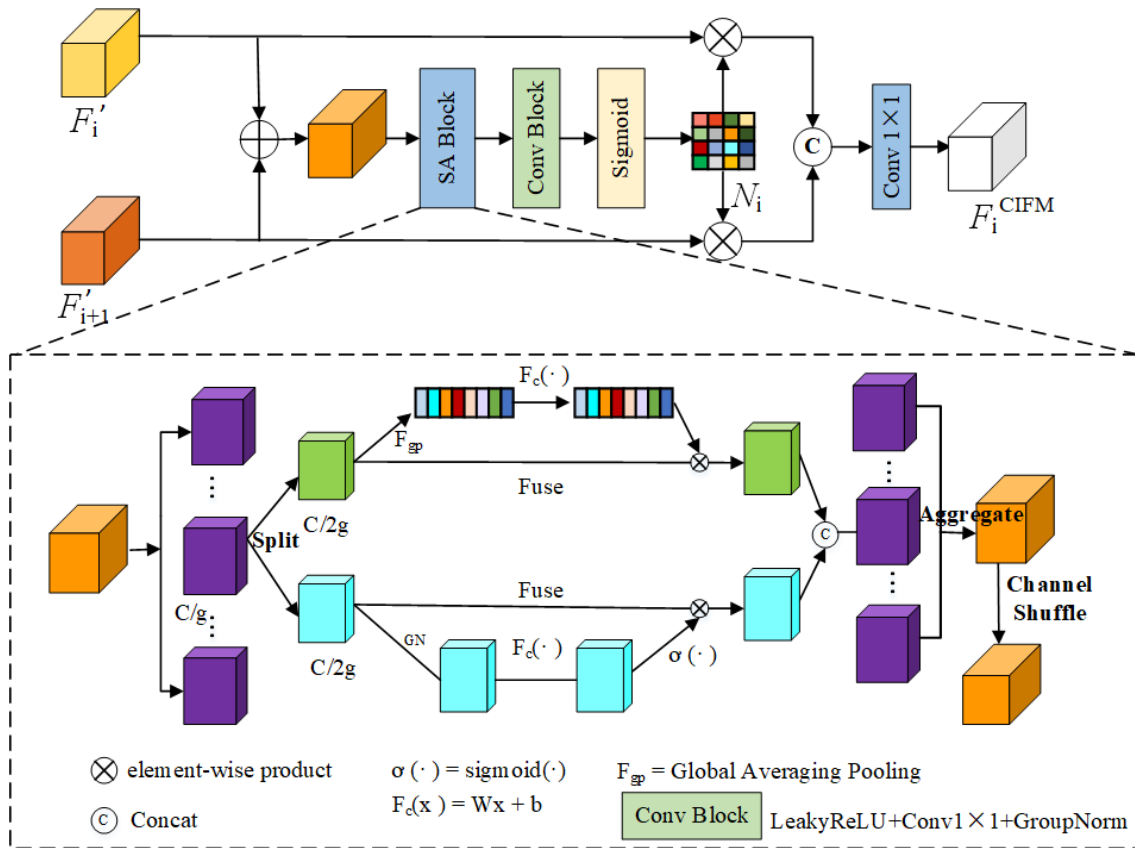 F_i′
SA Block
Conv Block
Sigmoid
N_i
C
Conv 1×1
F_i^CIFM
F′_i+1
F_c(·)
F_gp
Fuse
C/2g
Split
C/g
C
Aggregate
Fuse
Channel
Shuffle
GN
F_c(·)
σ(·)
C/2g
element-wise product
σ(·) = sigmoid(·)
F_gp = Global Averaging Pooling
C Concat
F_c(x) = Wx + b
Conv Block
LeakyReLU+Conv1×1+GroupNorm